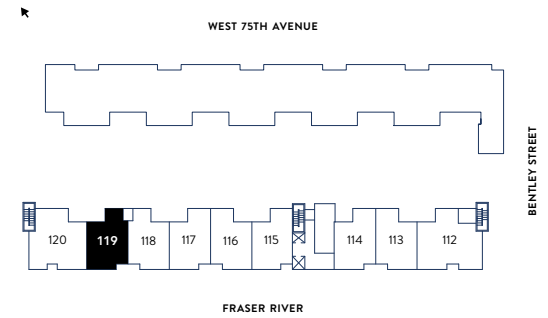 WEST 75TH AVENUE
BENTLEY STREET
120 119 118 117 116 115 114 113 112
FRASER RIVER